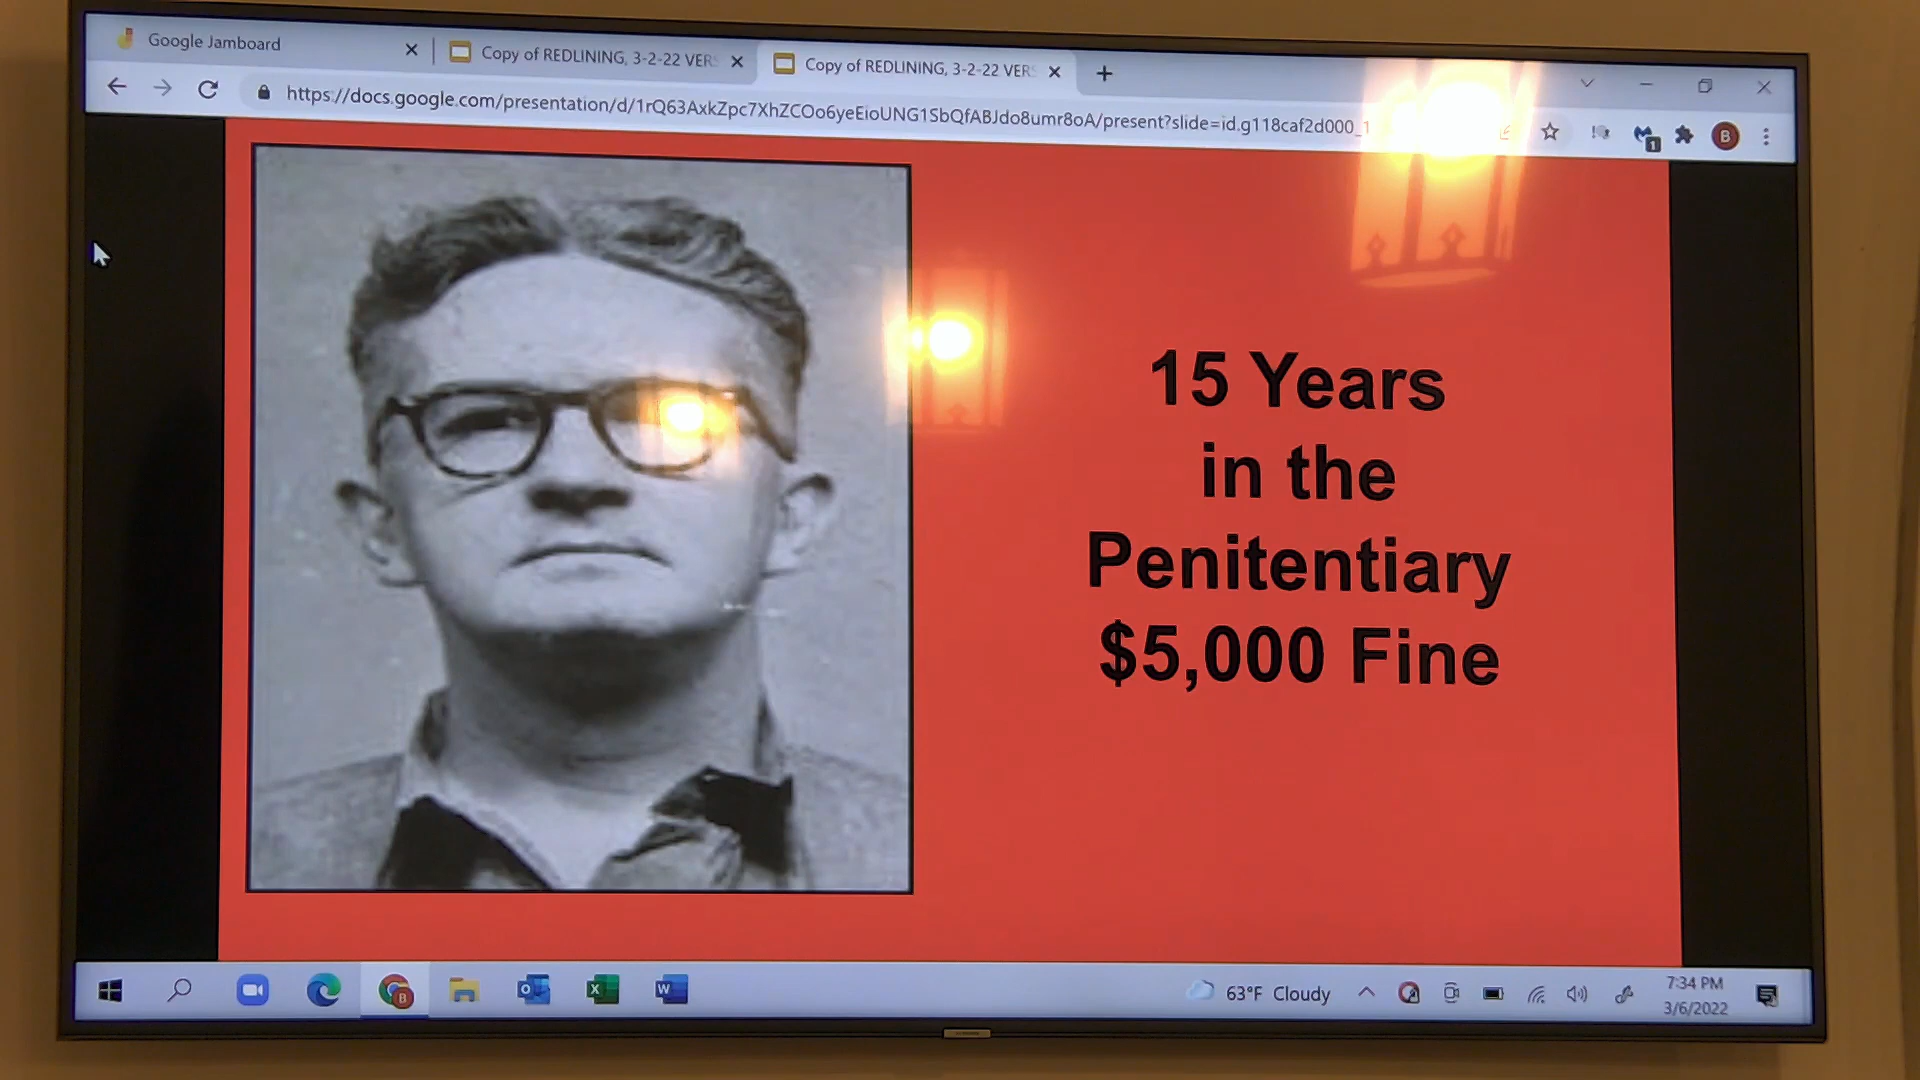 Google Jamboard
Copy of REDLINING, 3-2-22 VER
Copy of REDLINING, 3-2-22 VER
https://docs.google.com/presentation/d/1rQ63AxkZpc7XhZCOo6yeEioUNG1SbQfABJdo8umr8oA/present?slide=id.g118caf2d000_1
1
B
15 Years
in the
Penitentiary
$5,000 Fine
63°F Cloudy
7:34 PM
3/6/2022